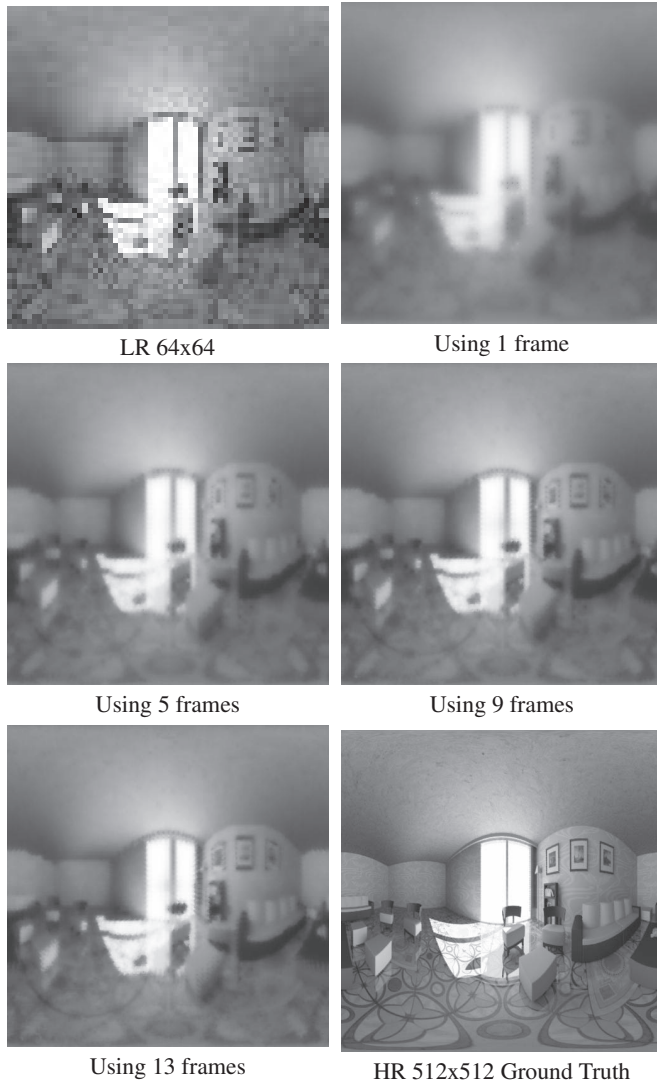 LR 64x64
Using 1 frame
Using 5 frames
Using 9 frames
Using 13 frames
HR 512x512 Ground Truth